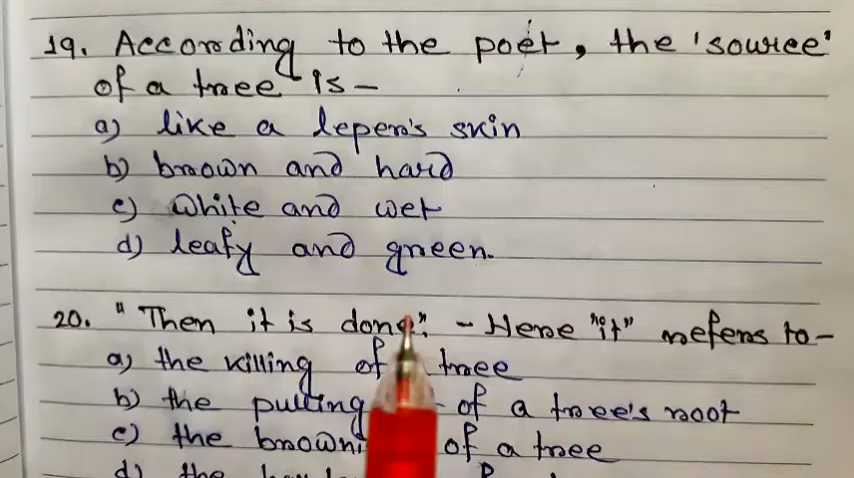 19. According to the poet, the 'source'
of a tree is -
a) like a leper's skin
b) brown and hard
c) White and wet
d) leafy and green.
20. "Then it is done". - Here "it" refers to -
a) the killing of tree
b) the pulling of a tree's root
c) the of a tree
d) the